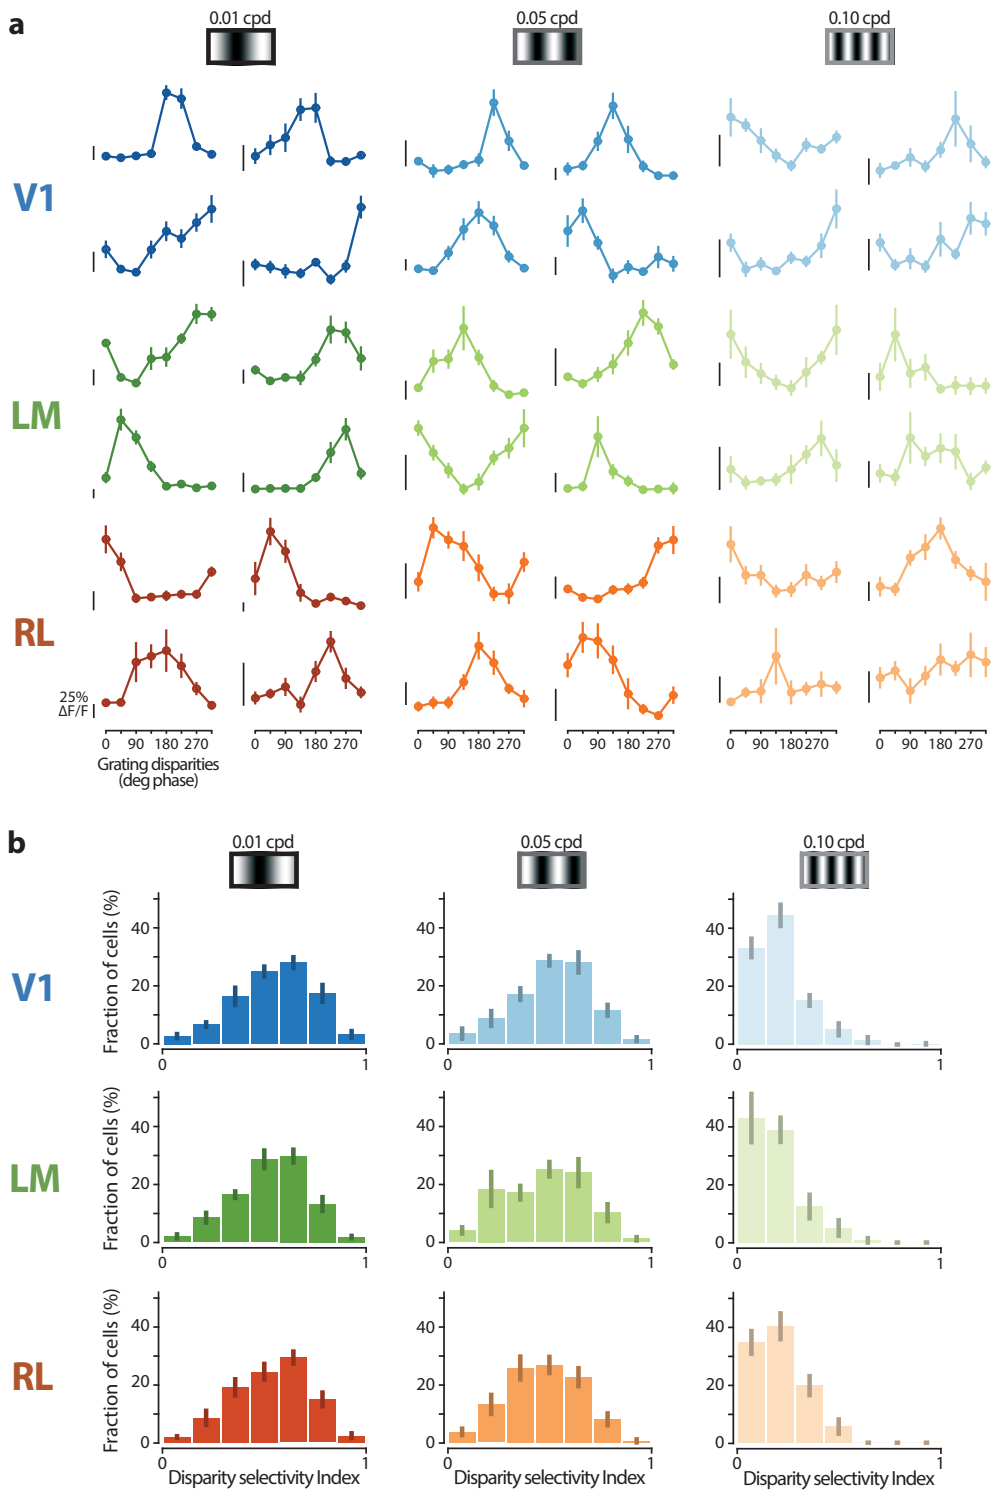 a
0.01 cpd
0.05 cpd
0.10 cpd
V1
LM
RL
25%
ΔF/F
0 90 180 270
0 90 180 270
0 90 180 270
0 90 180 270
0 90 180 270
0 90 180 270
Grating disparities
(deg phase)
b
0.01 cpd
0.05 cpd
0.10 cpd
V1
Fraction of cells (%)
40
20
0
0 1
40
20
0
0 1
40
20
0
0 1
LM
Fraction of cells (%)
40
20
0
0 1
40
20
0
0 1
40
20
0
0 1
RL
Fraction of cells (%)
40
20
0
0 1
Disparity selectivity Index
40
20
0
0 1
Disparity selectivity Index
40
20
0
0 1
Disparity selectivity Index